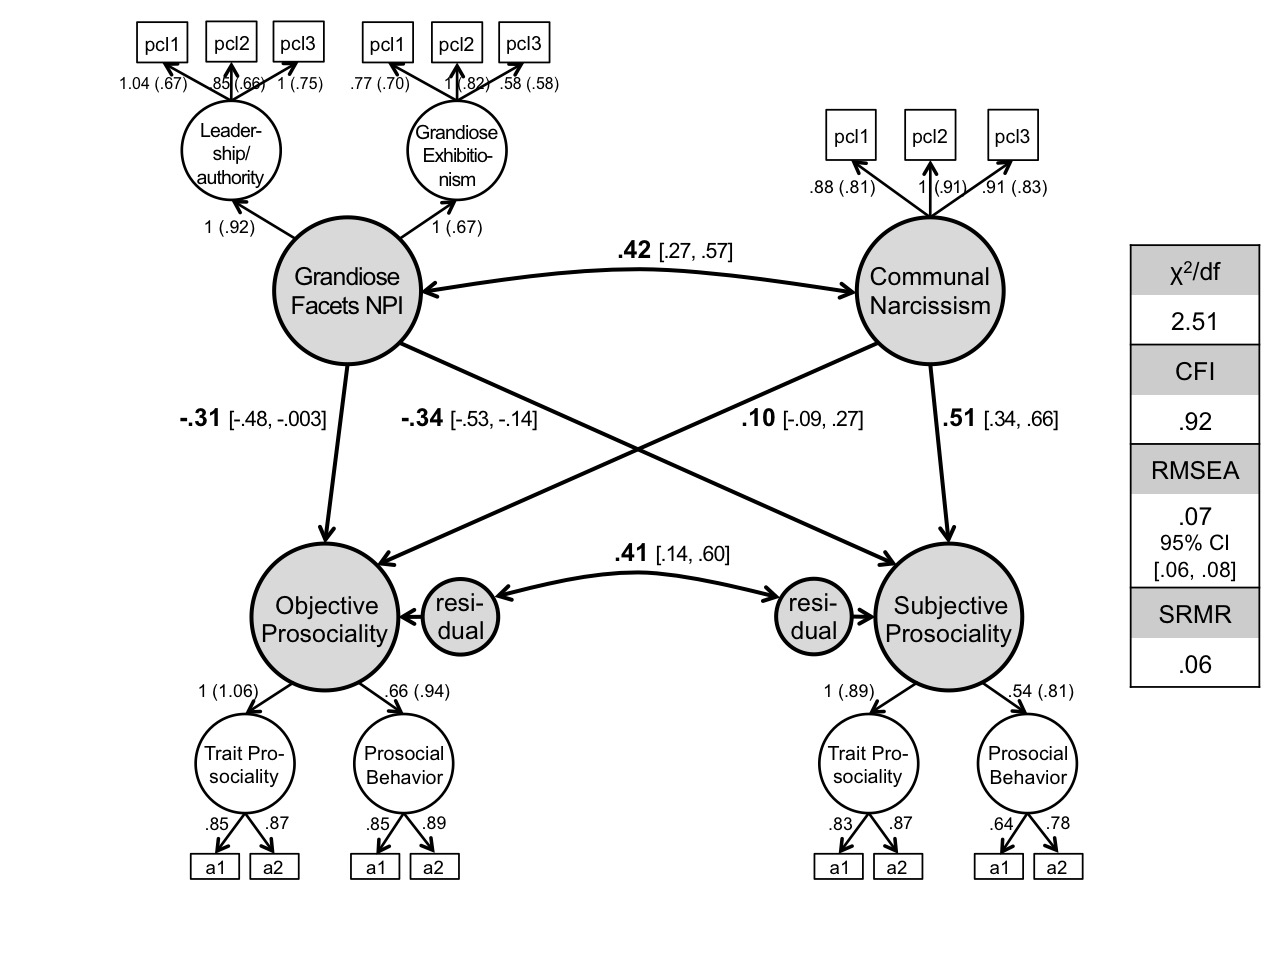 pcl1 pcl2 pcl3 pcl1 pcl2 pcl3
1.04 (.67) .85 (.66) 1 (.75) .77 (.70) 1 (.82) .58 (.58)
Leader-
ship/
authority
Grandiose
Exhibitio-
nism
pcl1 pcl2 pcl3
.88 (.81) 1 (.91) .91 (.83)
1 (.92) 1 (.67)
Grandiose
Facets NPI
.42 [.27, .57]
Communal
Narcissism
-.31 [-.48, -.003] -.34 [-.53, -.14] .10 [-.09, .27] .51 [.34, .66]
.41 [.14, .60]
Objective
Prosociality
resi-
dual
resi-
dual
Subjective
Prosociality
1 (1.06) .66 (.94) 1 (.89) .54 (.81)
Trait Pro-
sociality
Prosocial
Behavior
Trait Pro-
sociality
Prosocial
Behavior
.85 .87 .85 .89 .83 .87 .64 .78
a1 a2 a1 a2 a1 a2 a1 a2
χ²/df
2.51
CFI
.92
RMSEA
.07
95% CI
[.06, .08]
SRMR
.06